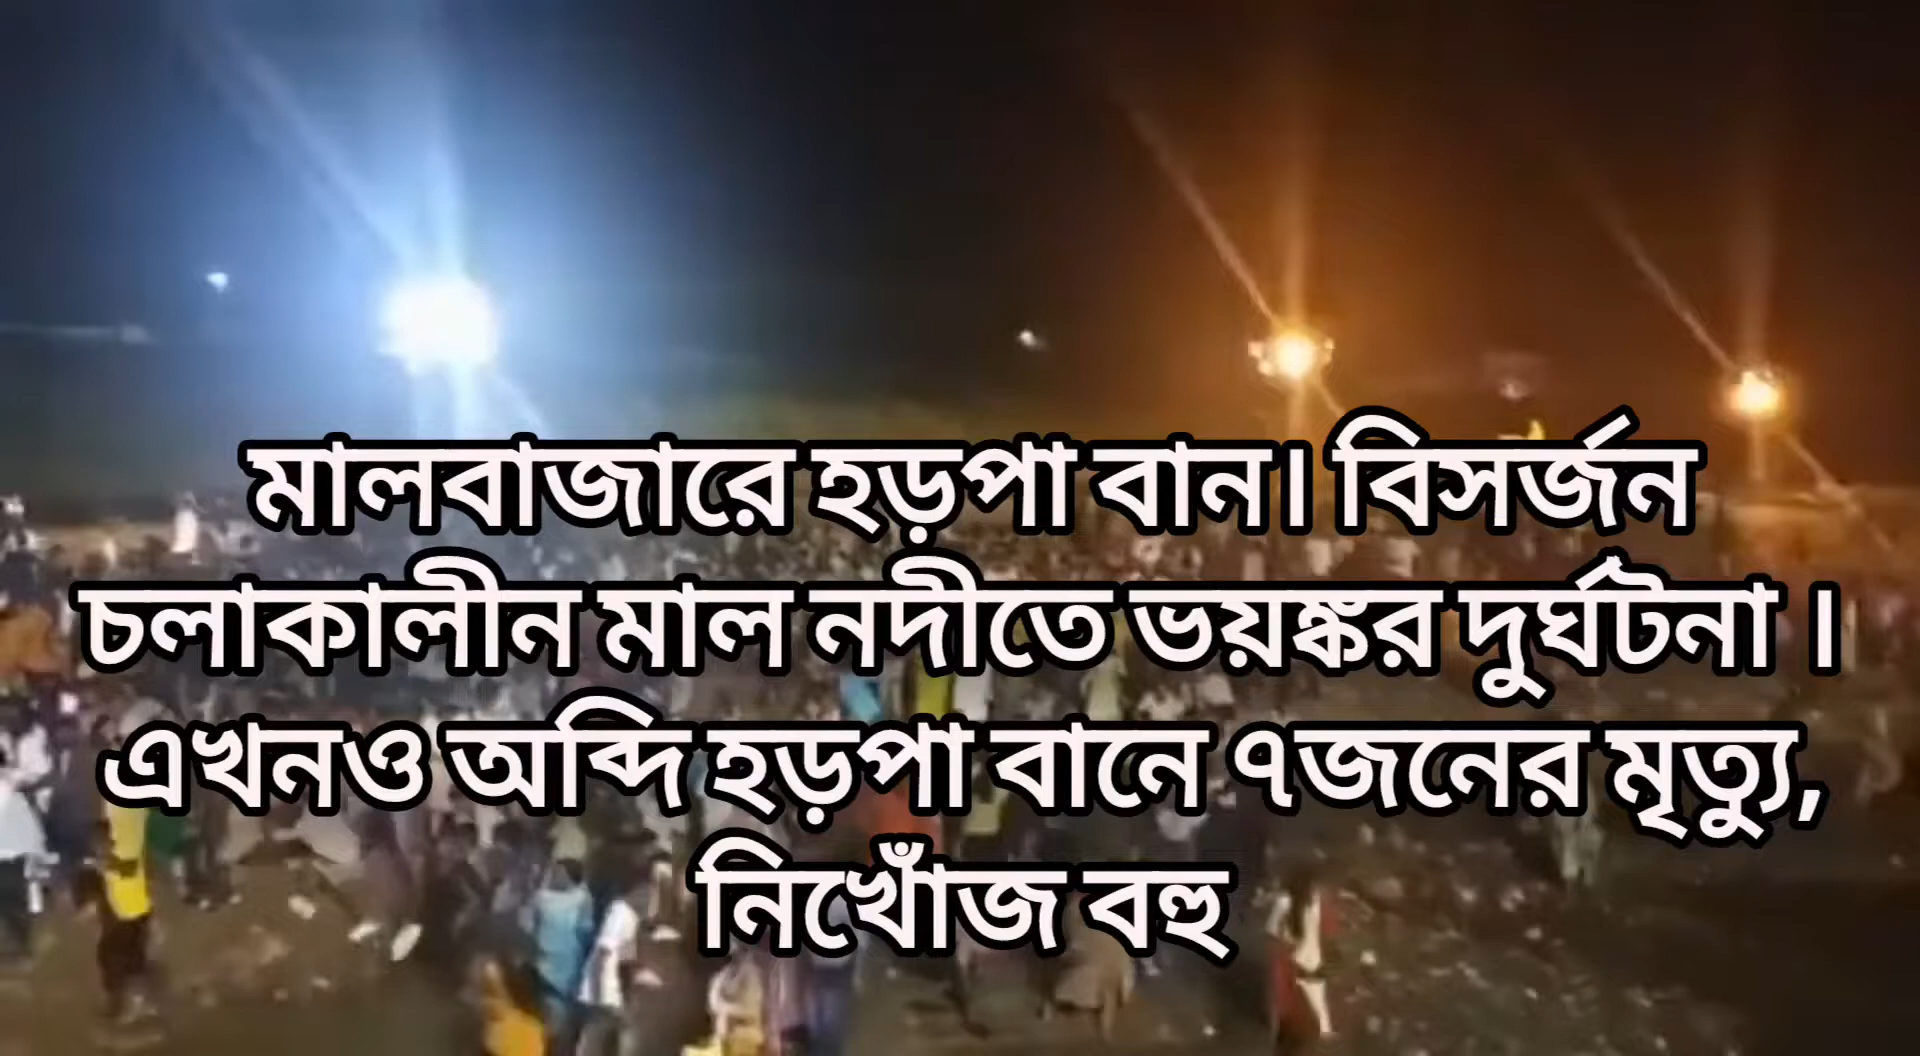 মালবাজারে হড়পা বান। বিসর্জন
চলাকালীন মাল নদীতে ভয়ঙ্কর দুর্ঘটনা ।
এখনও অব্দি হড়পা বানে ৭জনের মৃত্যু,
নিখোঁজ বহু